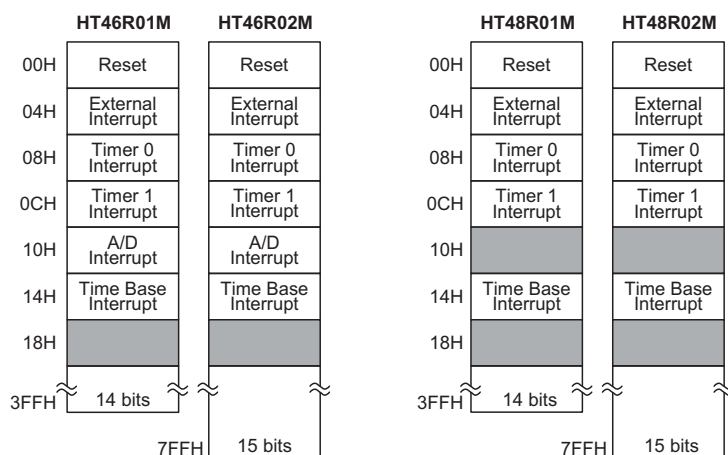 HT46R01M HT46R02M HT48R01M HT48R02M
00H Reset Reset 00H Reset Reset
04H External Interrupt External Interrupt 04H External Interrupt External Interrupt
08H Timer 0 Interrupt Timer 0 Interrupt 08H Timer 0 Interrupt Timer 0 Interrupt
0CH Timer 1 Interrupt Timer 1 Interrupt 0CH Timer 1 Interrupt Timer 1 Interrupt
10H A/D Interrupt A/D Interrupt 10H
14H Time Base Interrupt Time Base Interrupt 14H Time Base Interrupt Time Base Interrupt
18H 18H
3FFH 14 bits 3FFH 14 bits
7FFH 15 bits 7FFH 15 bits